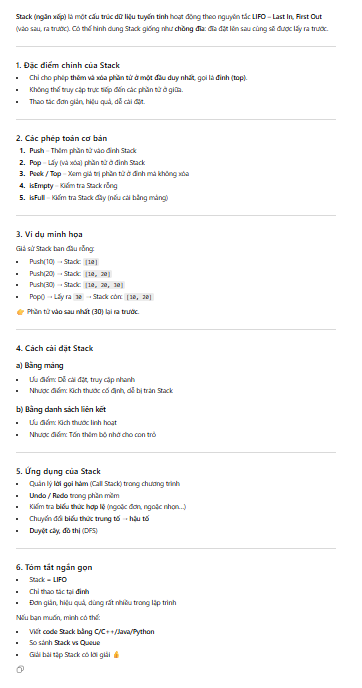 Stack (ngăn xếp) là một cấu trúc dữ liệu tuyến tính hoạt động theo nguyên tắc LIFO – Last In, First Out
(vào sau, ra trước). Có thể hình dung Stack giống như chồng đĩa: đĩa đặt lên sau cùng sẽ được lấy ra trước.
1. Đặc điểm chính của Stack
• Chỉ cho phép thêm và xóa phần tử ở một đầu duy nhất, gọi là đỉnh (top).
• Không thể truy cập trực tiếp đến các phần tử ở giữa.
• Thao tác đơn giản, hiệu quả, dễ cài đặt.
2. Các phép toán cơ bản
1. Push – Thêm phần tử vào đỉnh Stack
2. Pop – Lấy (và xóa) phần tử ở đỉnh Stack
3. Peek / Top – Xem giá trị phần tử ở đỉnh mà không xóa
4. isEmpty – Kiểm tra Stack rỗng
5. isFull – Kiểm tra Stack đầy (nếu cài bằng mảng)
3. Ví dụ minh họa
Giả sử Stack ban đầu rỗng:
• Push(10) → Stack: [10]
• Push(20) → Stack: [10, 20]
• Push(30) → Stack: [10, 20, 30]
• Pop() → Lấy ra 30 → Stack còn: [10, 20]
👉 Phần tử vào sau nhất (30) lại ra trước.
4. Cách cài đặt Stack
a) Bằng mảng
• Ưu điểm: Dễ cài đặt, truy cập nhanh
• Nhược điểm: Kích thước cố định, dễ bị tràn Stack
b) Bằng danh sách liên kết
• Ưu điểm: Kích thước linh hoạt
• Nhược điểm: Tốn thêm bộ nhớ cho con trỏ
5. Ứng dụng của Stack
• Quản lý lời gọi hàm (Call Stack) trong chương trình
• Undo / Redo trong phần mềm
• Kiểm tra biểu thức hợp lệ (ngoặc đơn, ngoặc nhọn…)
• Chuyển đổi biểu thức trung tố → hậu tố
• Duyệt cây, đồ thị (DFS)
6. Tóm tắt ngắn gọn
• Stack = LIFO
• Chỉ thao tác tại đỉnh
• Đơn giản, hiệu quả, dùng rất nhiều trong lập trình
Nếu bạn muốn, mình có thể:
• Viết code Stack bằng C/C++/Java/Python
• So sánh Stack vs Queue
• Giải bài tập Stack có lời giải 👍